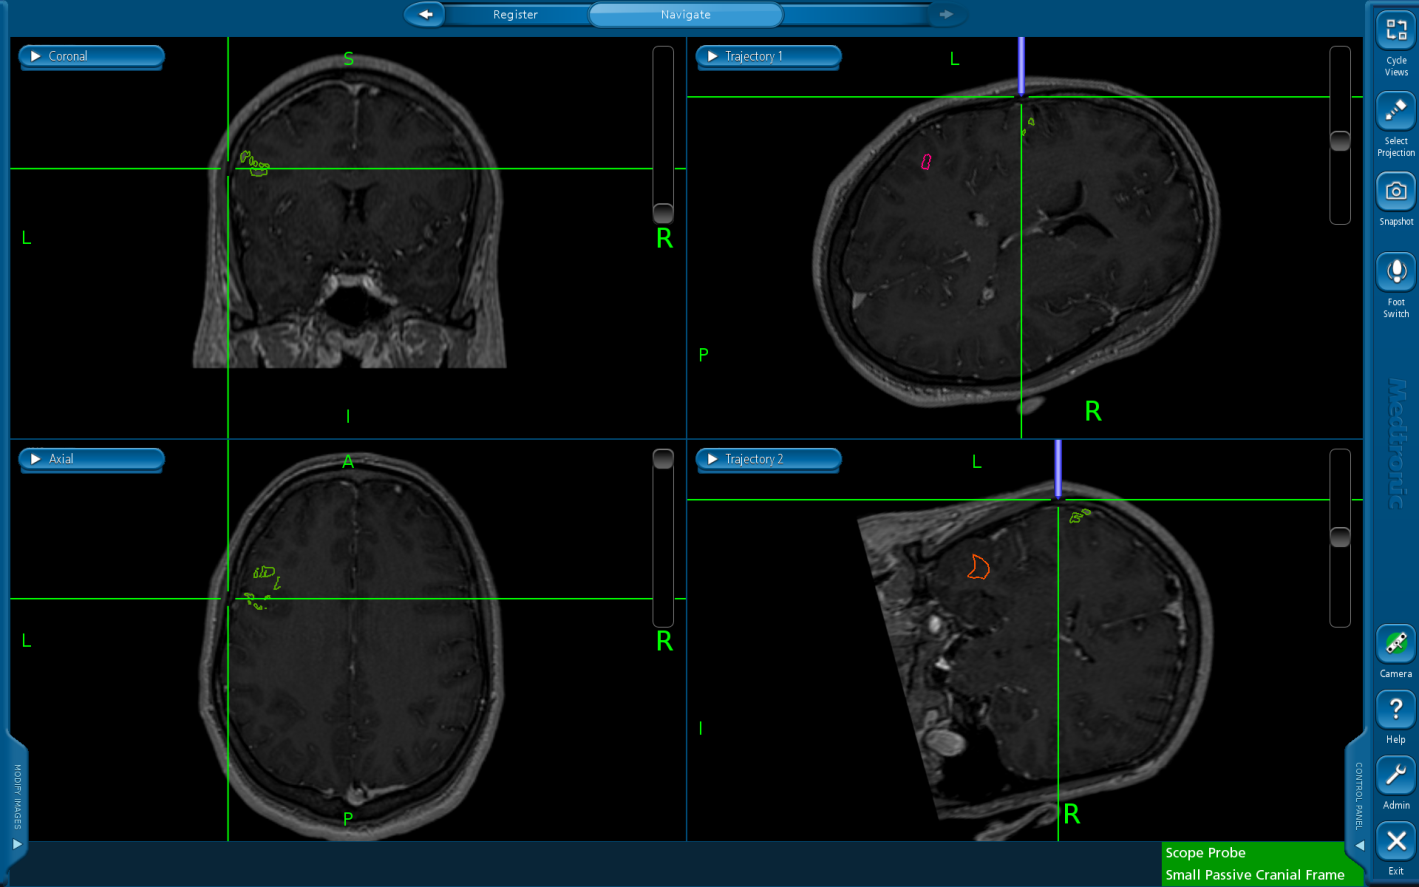 Register
Navigate
Coronal
S
L
R
I
Trajectory 1
L
P
R
Axial
A
L
R
P
Trajectory 2
L
I
R
Cycle
Views
Select
Projection
Snapshot
Foot
Switch
Medtronic
Camera
Help
Admin
Exit
MODIFY IMAGES
CONTROL PANEL
Scope Probe
Small Passive Cranial Frame